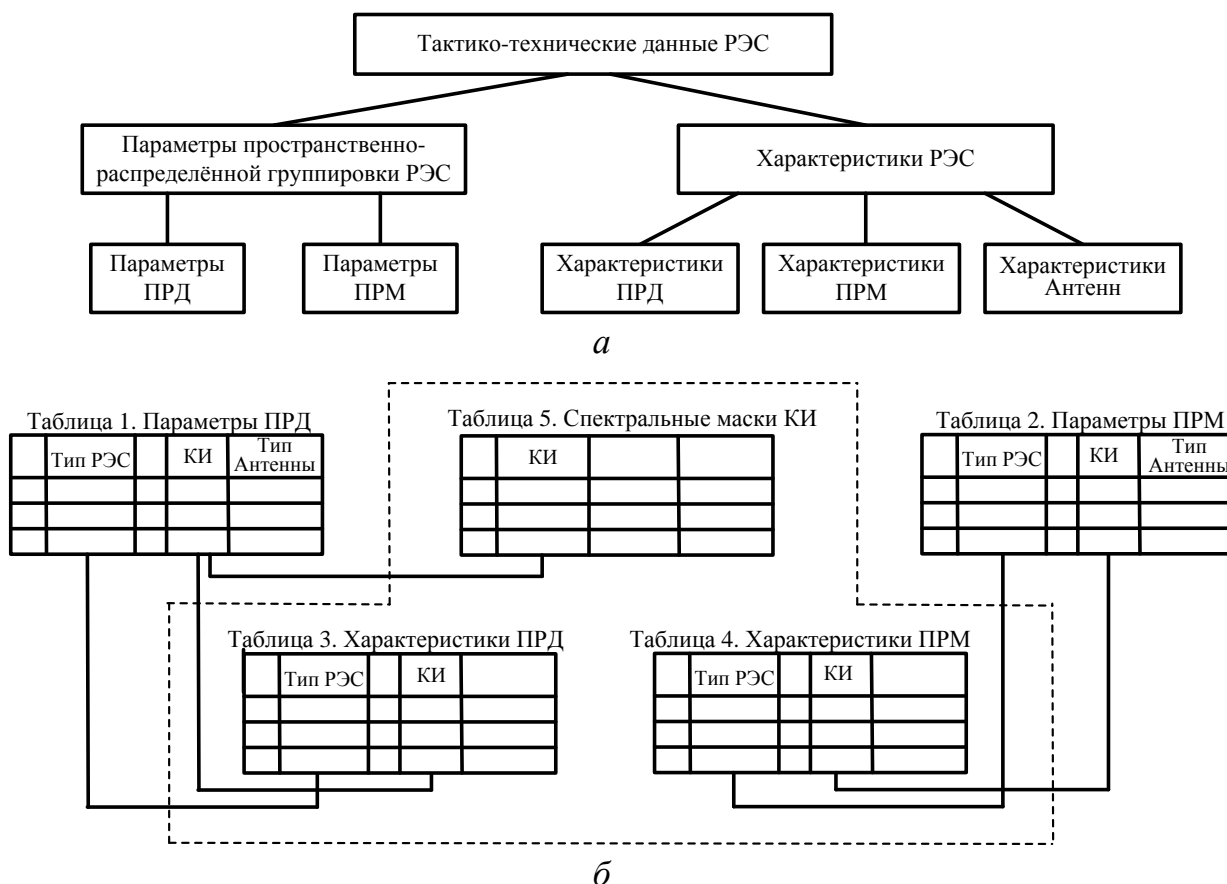 Тактико-технические данные РЭС
Параметры пространственно-
распределённой группировки РЭС
Характеристики РЭС
Параметры
ПРД
Параметры
ПРМ
Характеристики
ПРД
Характеристики
ПРМ
Характеристики
Антенн
а
Таблица 1. Параметры ПРД
Тип РЭС
КИ
Тип
Антенны
Таблица 5. Спектральные маски КИ
КИ
Таблица 2. Параметры ПРМ
Тип РЭС
КИ
Тип
Антенны
Таблица 3. Характеристики ПРД
Тип РЭС
КИ
Таблица 4. Характеристики ПРМ
Тип РЭС
КИ
б